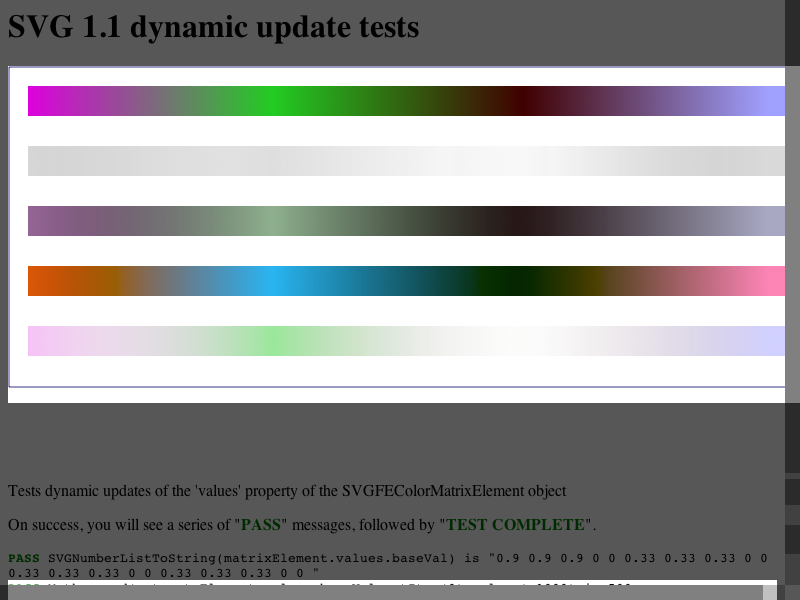 SVG 1.1 dynamic update tests
Tests dynamic updates of the 'values' property of the SVGFEColorMatrixElement object
On success, you will see a series of "PASS" messages, followed by "TEST COMPLETE".
PASS SVGNumberListToString(matrixElement.values.baseVal) is "0.9 0.9 0.9 0 0 0.33 0.33 0.33 0 0
0.33 0.33 0.33 0 0 0.33 0.33 0.33 0 0 "